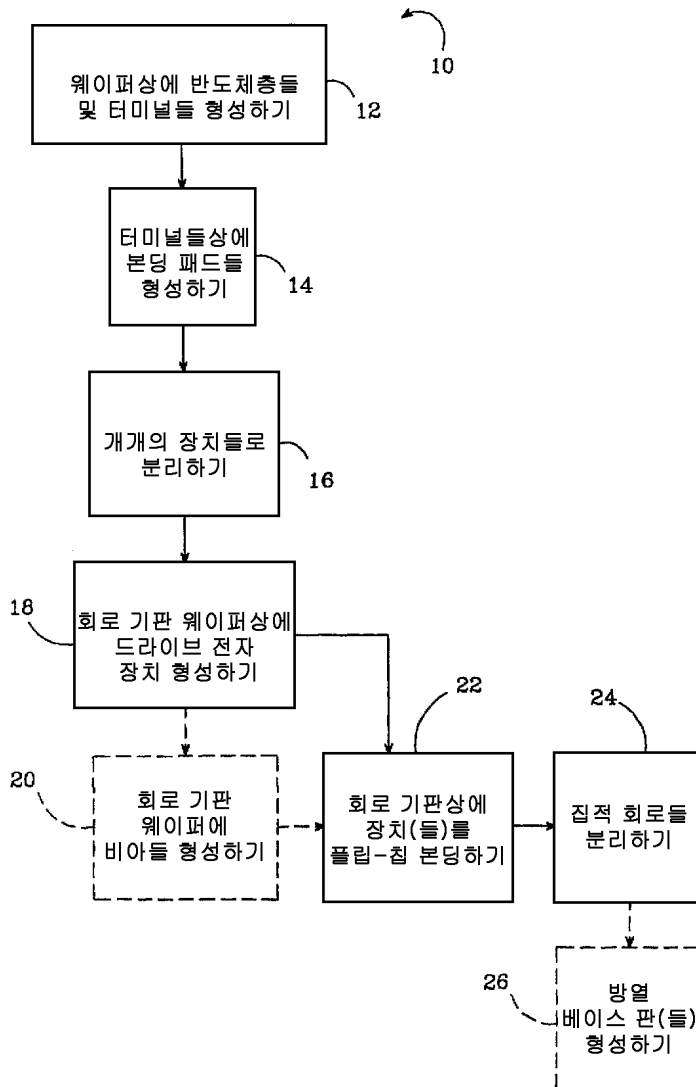 10
웨이퍼상에 반도체층들
및 터미널들 형성하기
12
터미널들상에
본딩 패드들
형성하기
14
개개의 장치들로
분리하기
16
18
회로 기판 웨이퍼상에
드라이브 전자
장치 형성하기
20
회로 기판
웨이퍼에
비아들 형성하기
22
회로 기판상에
장치(들)를
플립-칩 본딩하기
24
집적 회로들
분리하기
26
방열
베이스 판(들)
형성하기